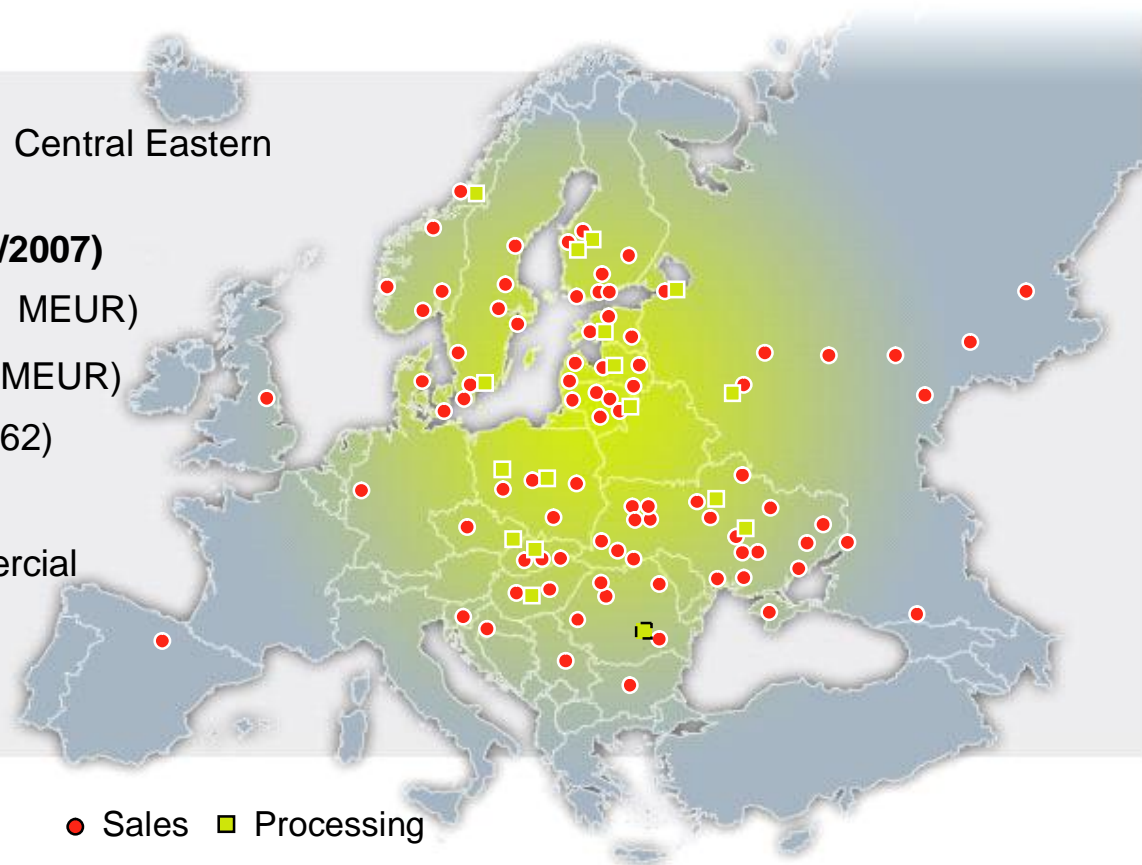 Central Eastern
/2007)
MEUR)
MEUR)
62)
ercial
Sales Processing